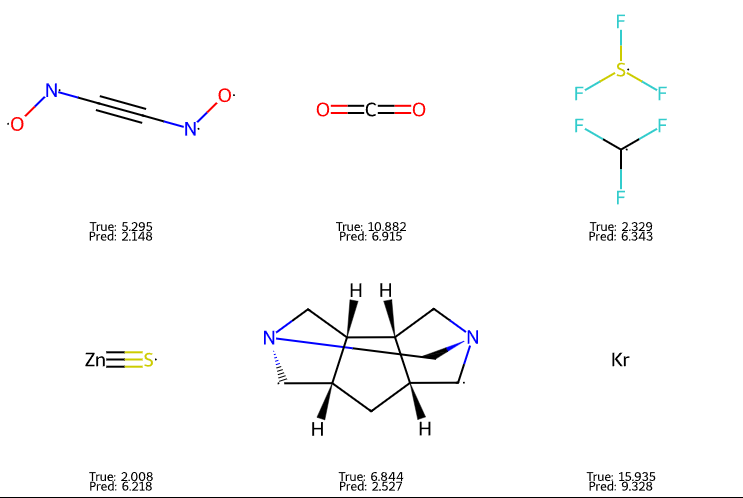 F
S·
F F
F F
F
N·
·O
O·
N·
O C O
True: 5.295
Pred: 2.148
True: 10.882
Pred: 6.915
True: 2.329
Pred: 6.343
H H
N N
Zn S·
Kr
H H
True: 2.008
Pred: 6.218
True: 6.844
Pred: 2.527
True: 15.935
Pred: 9.328